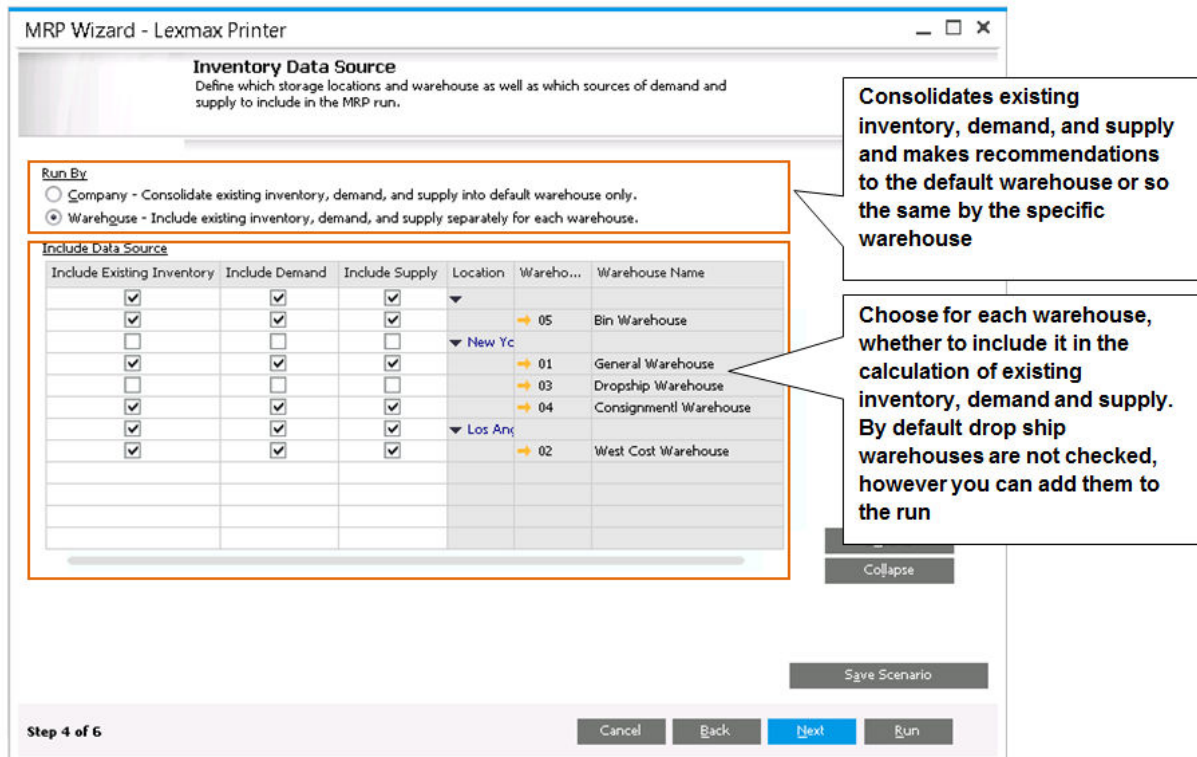 MRP Wizard - Lexmax Printer
Inventory Data Source
Define which storage locations and warehouse as well as which sources of demand and
supply to include in the MRP run.
Run By
Company - Consolidate existing inventory, demand, and supply into default warehouse only.
Warehouse - Include existing inventory, demand, and supply separately for each warehouse.
Include Data Source
Include Existing Inventory Include Demand Include Supply Location Wareho... Warehouse Name
05 Bin Warehouse
New Yc
01 General Warehouse
03 Dropship Warehouse
04 Consignmentl Warehouse
Los Ang
02 West Cost Warehouse
Consolidates existing
inventory, demand, and supply
and makes recommendations
to the default warehouse or so
the same by the specific
warehouse
Choose for each warehouse,
whether to include it in the
calculation of existing
inventory, demand and supply.
By default drop ship
warehouses are not checked,
however you can add them to
the run
Collapse
Save Scenario
Step 4 of 6
Cancel Back Next Run